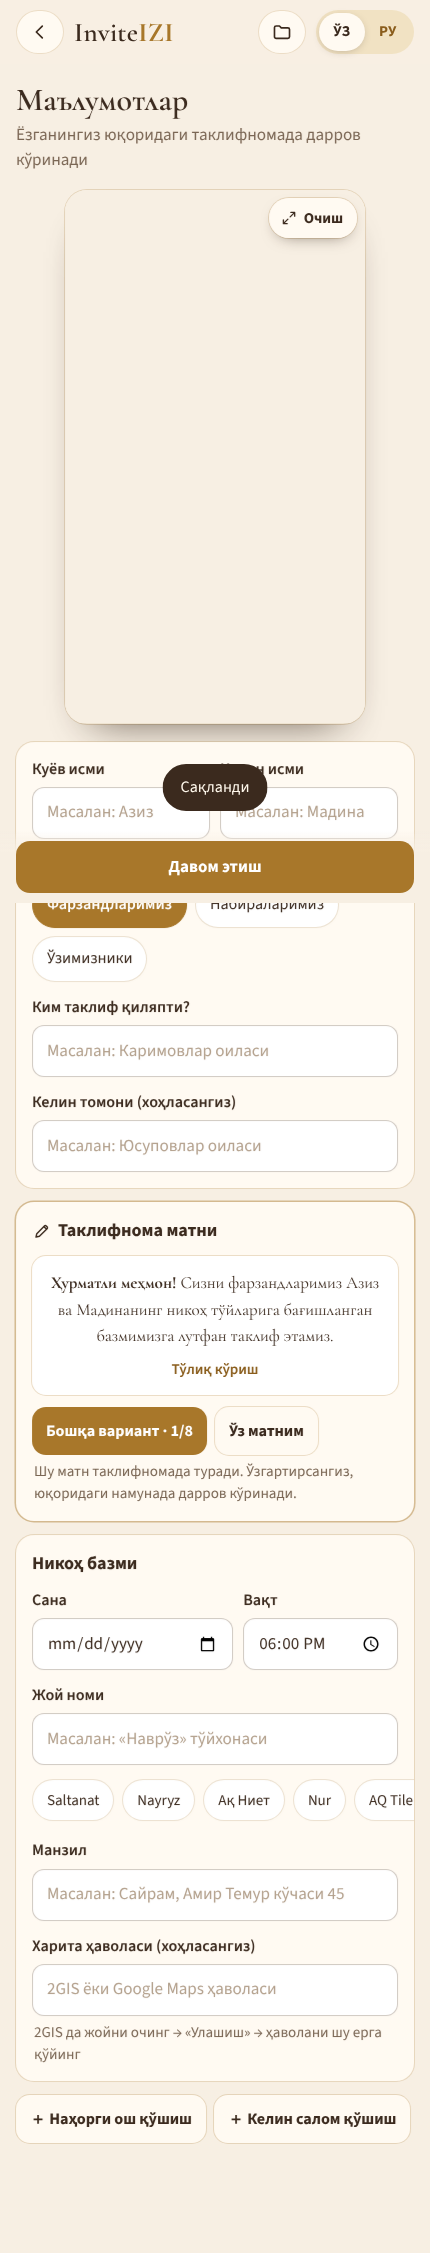 InviteIZI
ЎЗ
РУ
Маълумотлар
Ёзганингиз юқоридаги таклифномада дарров
кўринади
Очиш
Куёв исми
исми
Сақланди
Масалан: Азиз
Масалан: Мадина
Давом этиш
Фарзандларимиз
Набираларимиз
Ўзимизники
Ким таклиф қиляпти?
Масалан: Каримовлар оиласи
Келин томони (хоҳласангиз)
Масалан: Юсуповлар оиласи
Таклифнома матни
Ҳурматли меҳмон! Сизни фарзандларимиз Азиз
ва Мадинанинг никоҳ тўйларига бағишланган
базмимизга лутфан таклиф этамиз.
Тўлиқ кўриш
Бошқа вариант · 1/8
Ўз матним
Шу матн таклифномада туради. Ўзгартирсангиз,
юқоридаги намунада дарров кўринади.
Никоҳ базми
Сана
Вақт
mm/dd/yyyy
06:00 PM
Жой номи
Масалан: «Наврўз» тўйхонаси
Saltanat
Nayryz
Ақ Ниет
Nur
AQ Tile
Манзил
Масалан: Сайрам, Амир Темур кўчаси 45
Харита ҳаволаси (хоҳласангиз)
2GIS ёки Google Maps ҳаволаси
2GIS да жойни очинг → «Улашиш» → ҳаволани шу ерга
қўйинг
+ Наҳорги ош қўшиш
+ Келин салом қўшиш